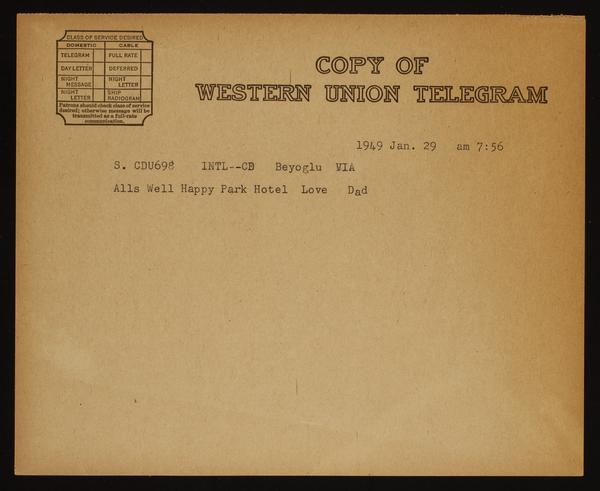 CLASS OF SERVICE DESIRED
DOMESTIC CABLE
TELEGRAM FULL RATE
DAY LETTER DEFERRED
NIGHT MESSAGE NIGHT LETTER
NIGHT LETTER SHIP RADIOGRAM
Patrons should check class of service
desired; otherwise message will be
transmitted as a full-rate
communication.
COPY OF
WESTERN UNION TELEGRAM
1949 Jan. 29 am 7:56
S. CDU698 INTL--CD Beyoglu VIA
Alls Well Happy Park Hotel Love Dad